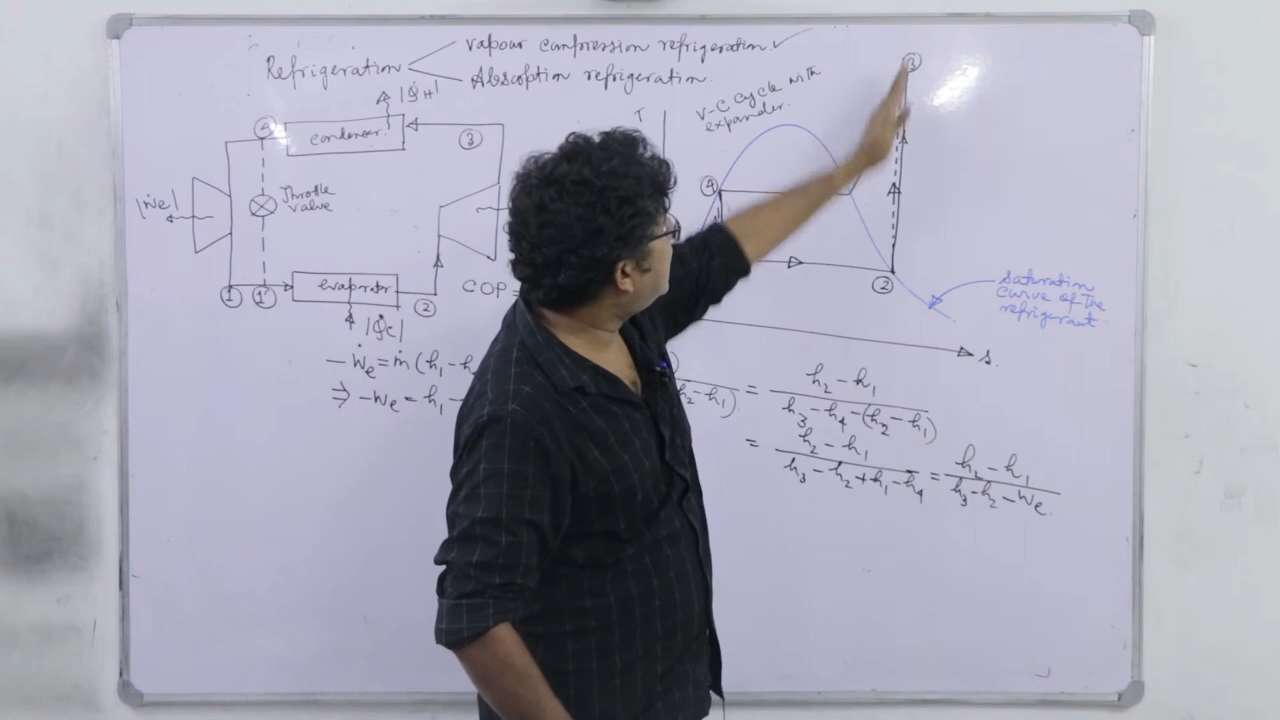 Refrigeration
vapour compression refrigeration ✓
Absorption refrigeration.
|Q̇H|
4
condenser
3
|Ẇe|
Throttle
valve
1
1'
evaporator
2
|Q̇c|
COP =
T
V-C cycle with
expander.
3
4
2
saturation
curve of the
refrigerant
s
-Ẇe = ṁ (h1 - h
⇒ -We = h1 -
h2 - h1) = h2 - h1 / h3 - h4 - (h2 - h1)
= h2 - h1 / h3 - h2 + h1 - h4 = h2 - h1 / h3 - h2 - We